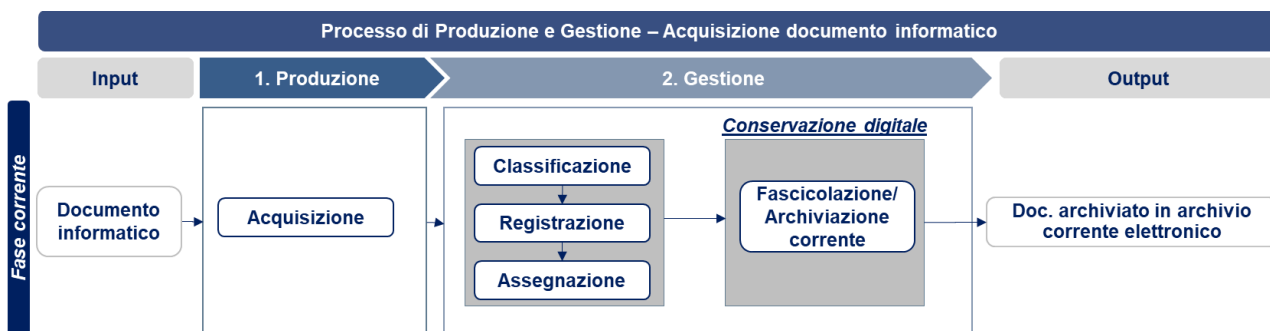 Processo di Produzione e Gestione – Acquisizione documento informatico
Input
1. Produzione
2. Gestione
Output
Fase corrente
Documento
informatico
Acquisizione
Classificazione
Registrazione
Assegnazione
Conservazione digitale
Fascicolazione/
Archiviazione
corrente
Doc. archiviato in archivio
corrente elettronico